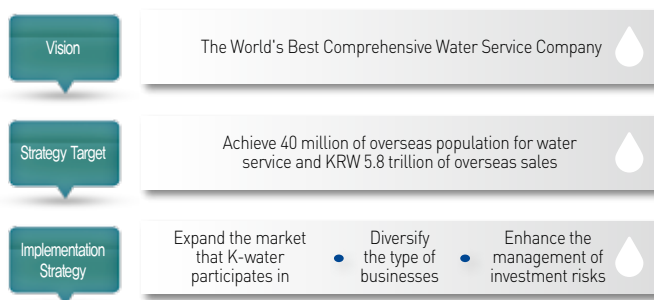 Vision
The World's Best Comprehensive Water Service Company
Strategy Target
Achieve 40 million of overseas population for water
service and KRW 5.8 trillion of overseas sales
Implementation
Strategy
Expand the market
that K-water
participates in
Diversify
the type of
businesses
Enhance the
management of
investment risks